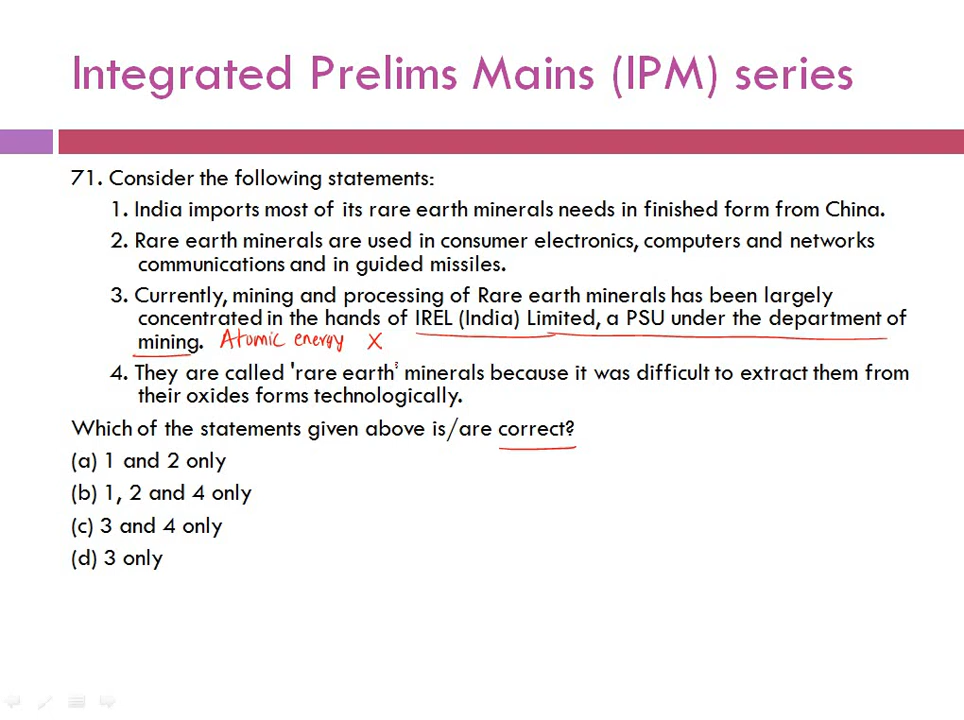 Integrated Prelims Mains (IPM) series
71. Consider the following statements:
1. India imports most of its rare earth minerals needs in finished form from China.
2. Rare earth minerals are used in consumer electronics, computers and networks
communications and in guided missiles.
3. Currently, mining and processing of Rare earth minerals has been largely
concentrated in the hands of IREL (India) Limited, a PSU under the department of
mining. Atomic energy X
4. They are called 'rare earth' minerals because it was difficult to extract them from
their oxides forms technologically.
Which of the statements given above is/are correct?
(a) 1 and 2 only
(b) 1, 2 and 4 only
(c) 3 and 4 only
(d) 3 only